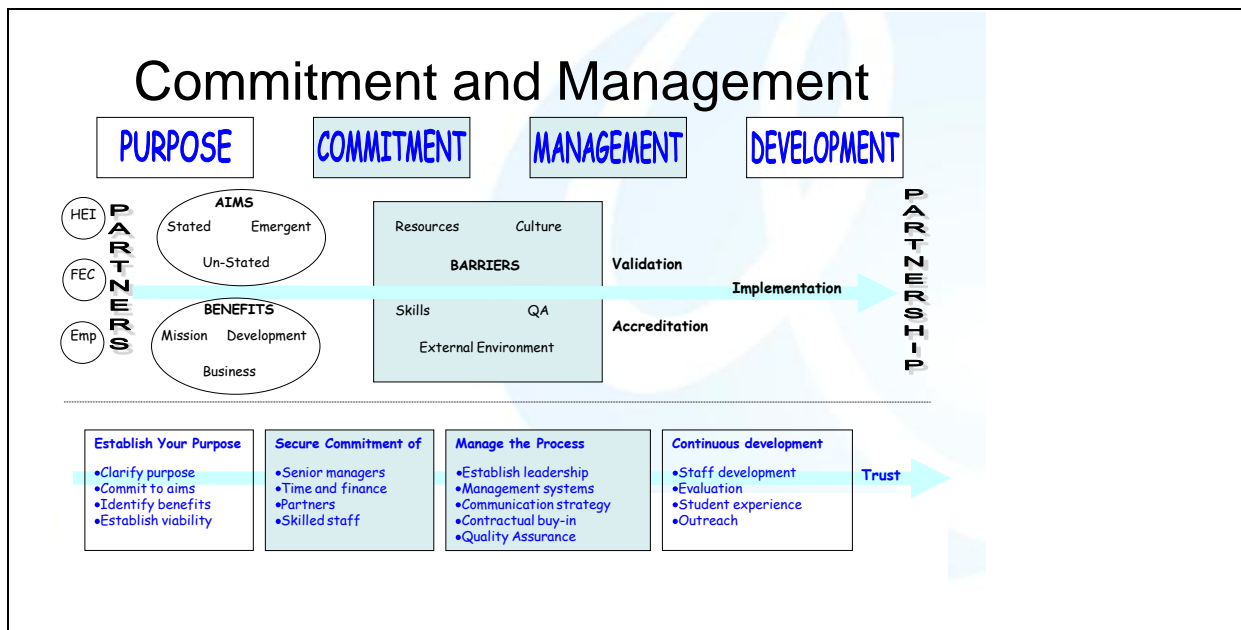 Commitment and Management
PURPOSE
COMMITMENT
MANAGEMENT
DEVELOPMENT
HEI
FEC
Emp
PARTNERS
AIMS
Stated Emergent
Un-Stated
BENEFITS
Mission Development
Business
Resources Culture
BARRIERS
Skills QA
External Environment
Validation
Implementation
Accreditation
PARTNERSHIP
Establish Your Purpose
•Clarify purpose
•Commit to aims
•Identify benefits
•Establish viability
Secure Commitment of
•Senior managers
•Time and finance
•Partners
•Skilled staff
Manage the Process
•Establish leadership
•Management systems
•Communication strategy
•Contractual buy-in
•Quality Assurance
Continuous development
•Staff development
•Evaluation
•Student experience
•Outreach
Trust